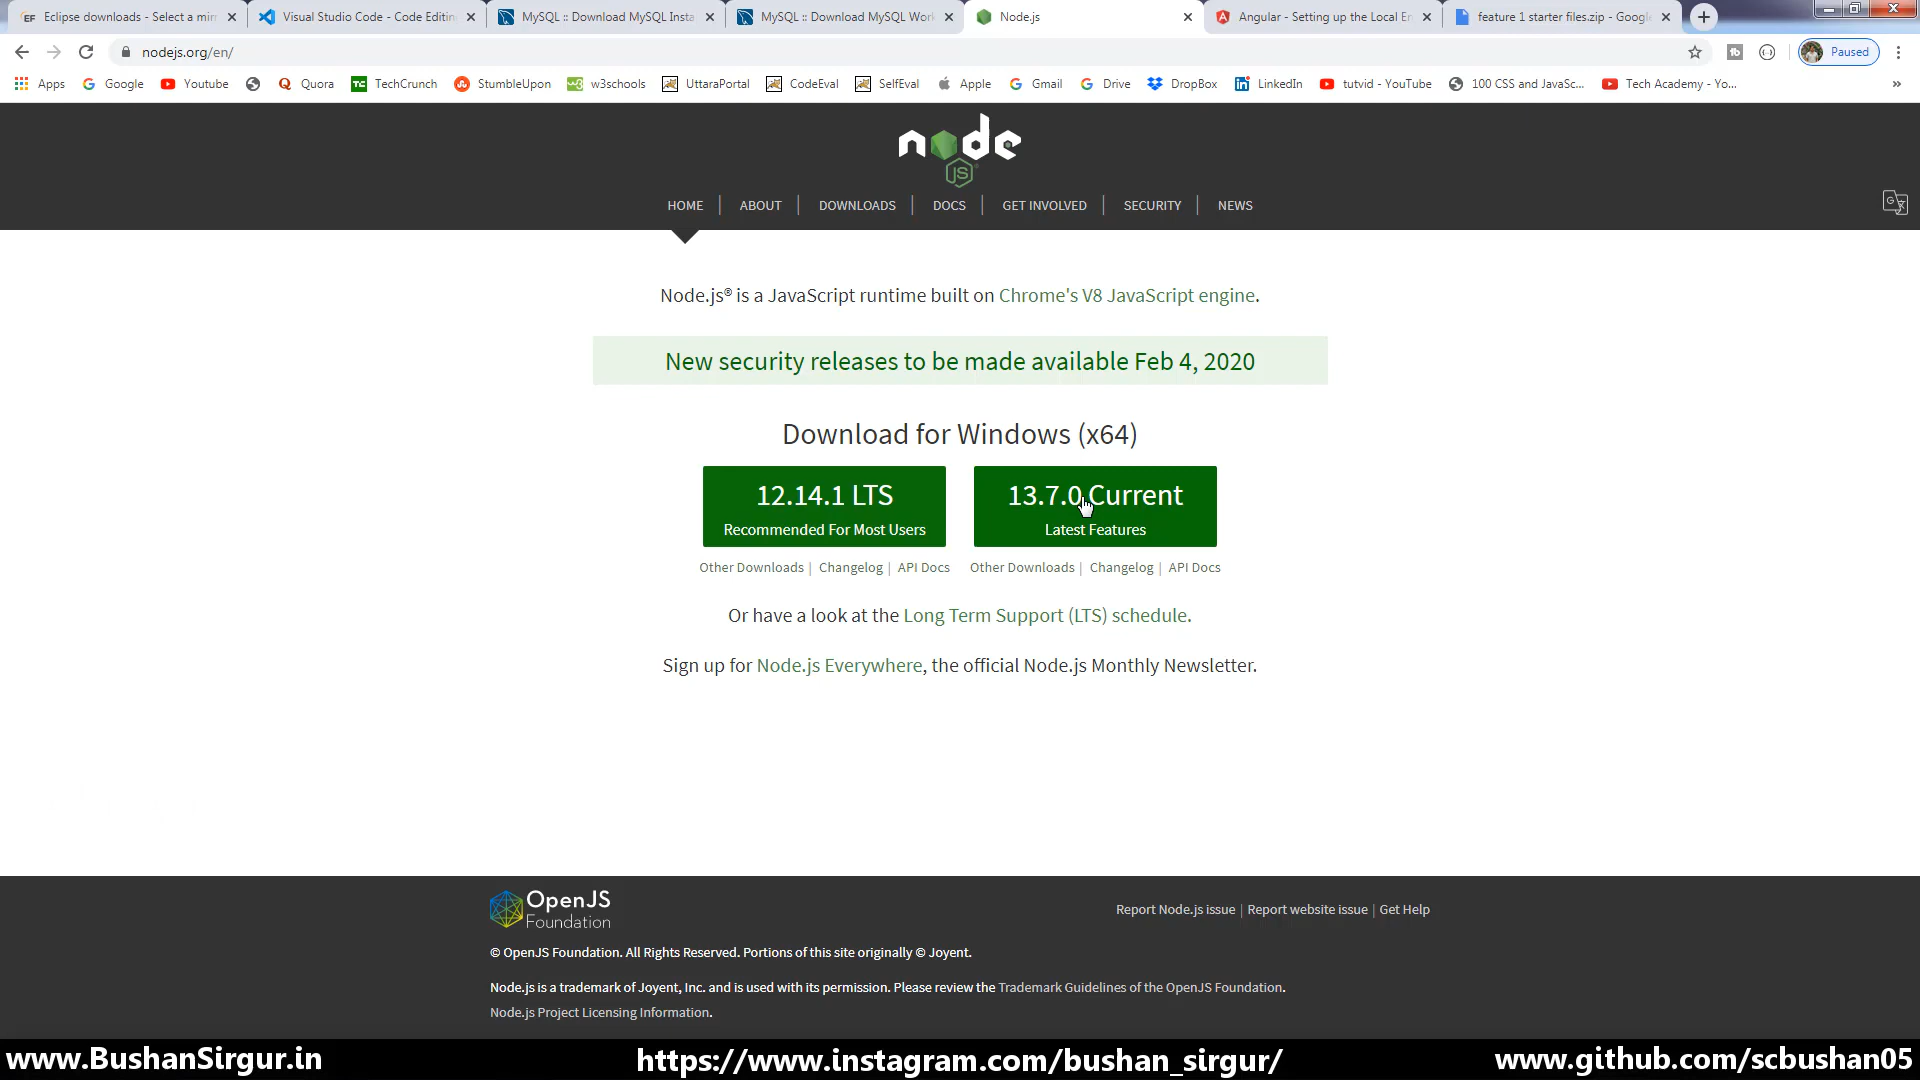 Eclipse downloads - Select a mirr
Visual Studio Code - Code Editin
MySQL :: Download MySQL Insta
MySQL :: Download MySQL Work
Node.js
Angular - Setting up the Local En
feature 1 starter files.zip - Google
nodejs.org/en/
Paused
Apps
Google
Youtube
Quora
TechCrunch
StumbleUpon
w3schools
UttaraPortal
CodeEval
SelfEval
Apple
Gmail
Drive
DropBox
LinkedIn
tutvid - YouTube
100 CSS and JavaSc...
Tech Academy - Yo...
node
JS
HOME | ABOUT | DOWNLOADS | DOCS | GET INVOLVED | SECURITY | NEWS
Node.js® is a JavaScript runtime built on Chrome's V8 JavaScript engine.
New security releases to be made available Feb 4, 2020
Download for Windows (x64)
12.14.1 LTS
Recommended For Most Users
13.7.0 Current
Latest Features
Other Downloads | Changelog | API Docs
Other Downloads | Changelog | API Docs
Or have a look at the Long Term Support (LTS) schedule.
Sign up for Node.js Everywhere, the official Node.js Monthly Newsletter.
OpenJS
Foundation
Report Node.js issue | Report website issue | Get Help
© OpenJS Foundation. All Rights Reserved. Portions of this site originally © Joyent.
Node.js is a trademark of Joyent, Inc. and is used with its permission. Please review the Trademark Guidelines of the OpenJS Foundation.
Node.js Project Licensing Information.
www.BushanSirgur.in
https://www.instagram.com/bushan_sirgur/
www.github.com/scbushan05